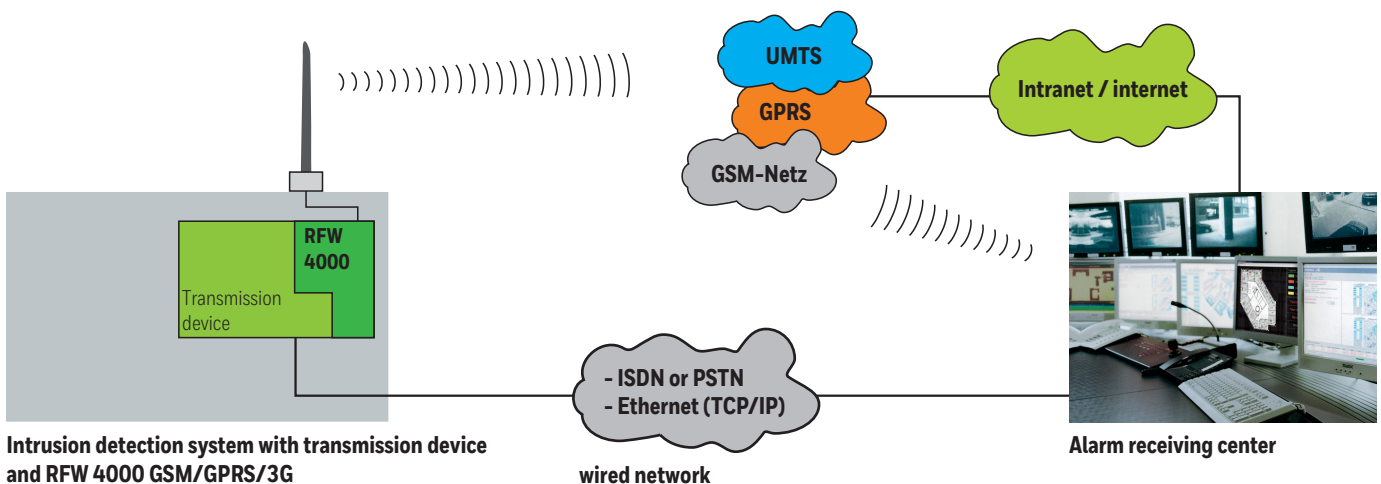 UMTS
GPRS
GSM-Netz
Intranet / internet
RFW
4000
Transmission
device
- ISDN or PSTN
- Ethernet (TCP/IP)
Intrusion detection system with transmission device
and RFW 4000 GSM/GPRS/3G
wired network
Alarm receiving center